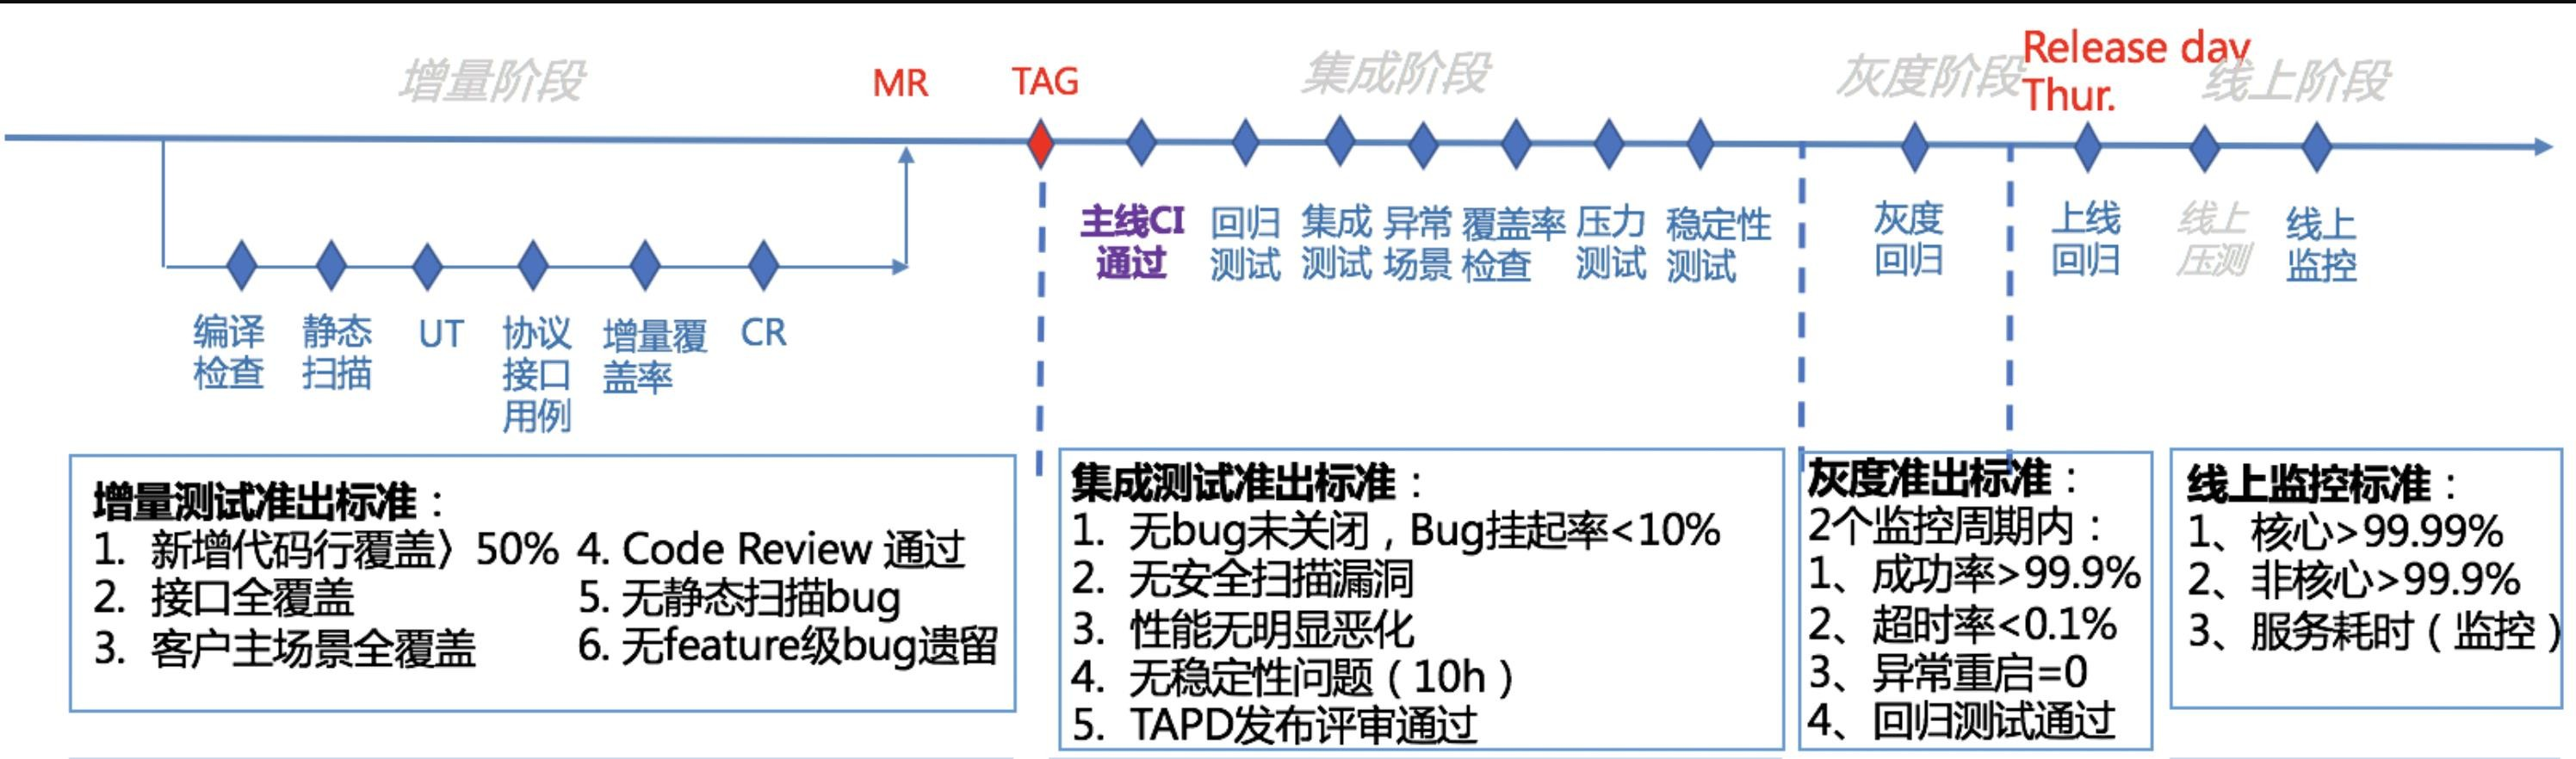 增量阶段
MR
TAG
集成阶段
灰度阶段
Release day
Thur.
线上阶段
主线CI
通过
回归
测试
集成
测试
异常
场景
覆盖率
检查
压力
测试
稳定性
测试
灰度
回归
上线
回归
线上
压测
线上
监控
编译
检查
静态
扫描
UT
协议
接口
用例
增量覆
盖率
CR
增量测试准出标准：
1. 新增代码行覆盖〉50%
2. 接口全覆盖
3. 客户主场景全覆盖
4. Code Review 通过
5. 无静态扫描bug
6. 无feature级bug遗留
集成测试准出标准：
1. 无bug未关闭，Bug挂起率<10%
2. 无安全扫描漏洞
3. 性能无明显恶化
4. 无稳定性问题（10h）
5. TAPD发布评审通过
灰度准出标准：
2个监控周期内：
1、成功率>99.9%
2、超时率<0.1%
3、异常重启=0
4、回归测试通过
线上监控标准：
1、核心>99.99%
2、非核心>99.9%
3、服务耗时（监控）